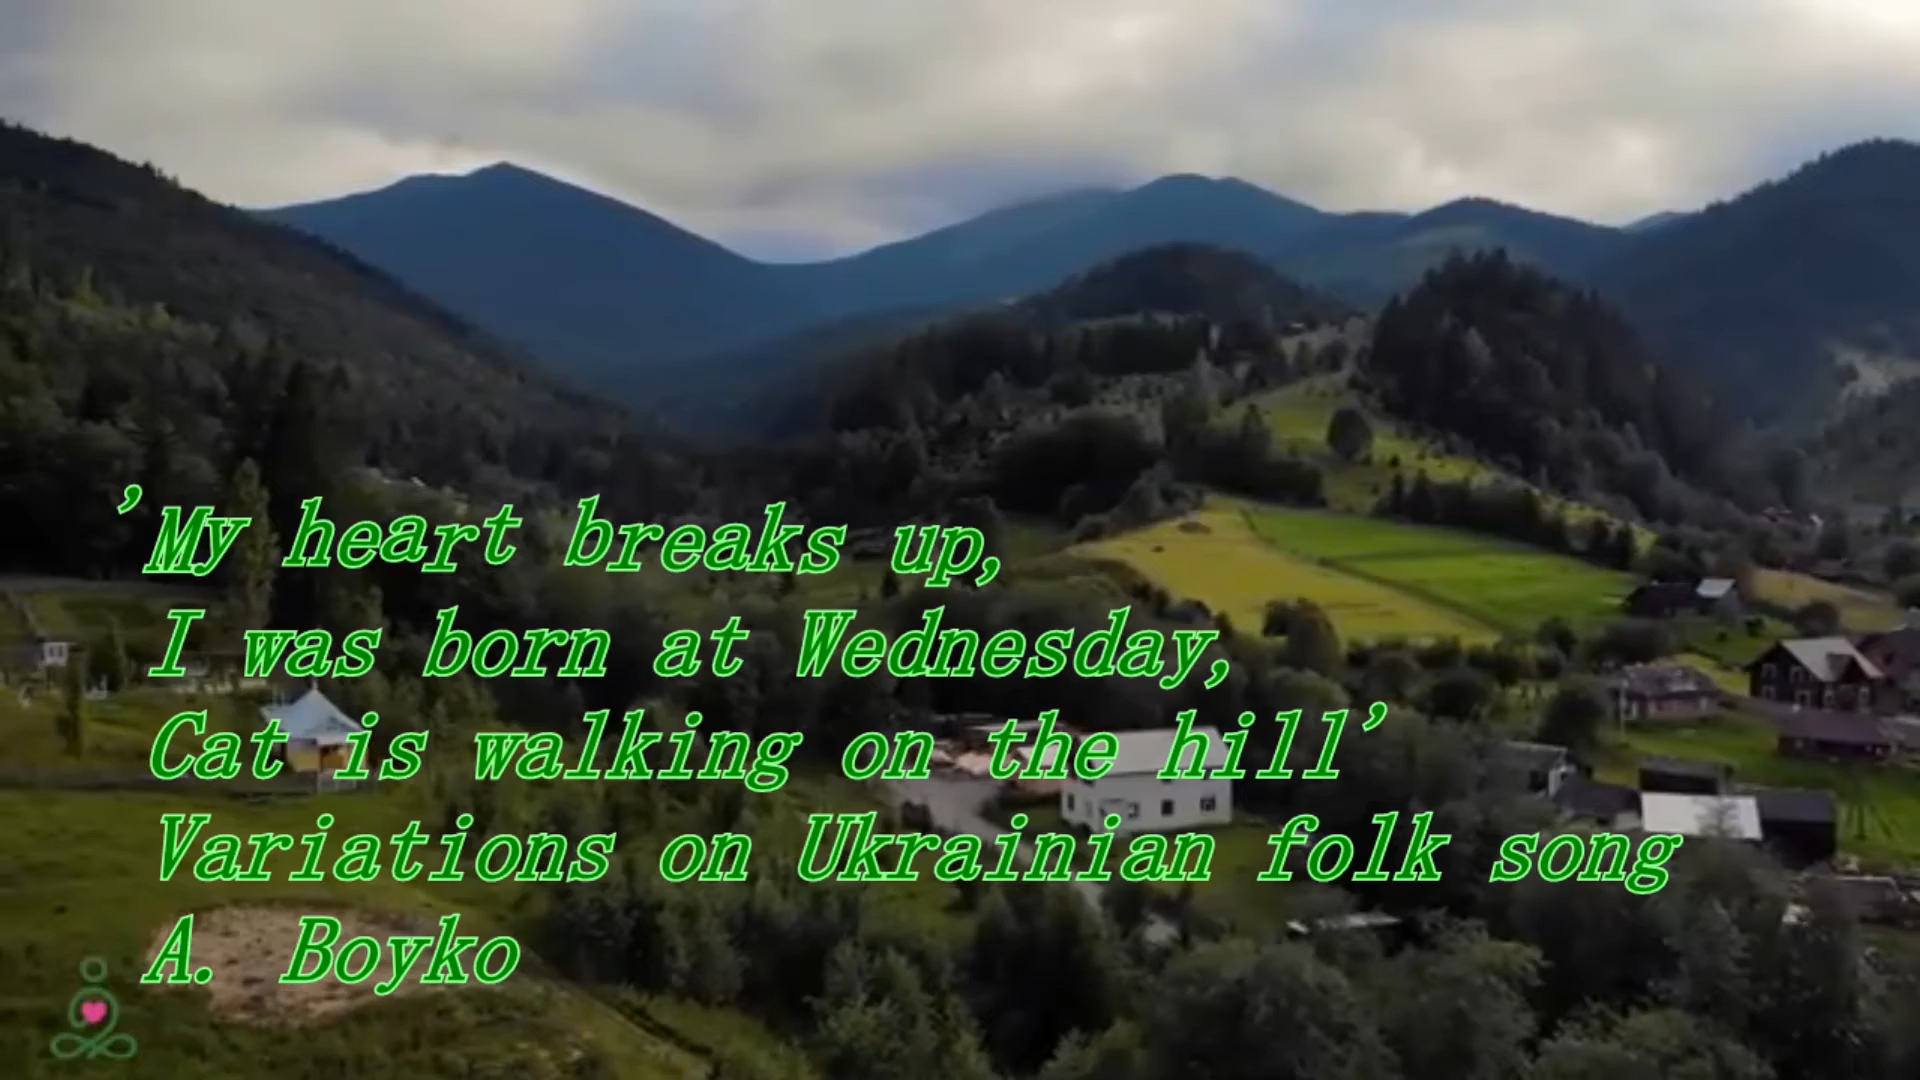 'My heart breaks up,
I was born at Wednesday,
Cat is walking on the hill'
Variations on Ukrainian folk song
A. Boyko